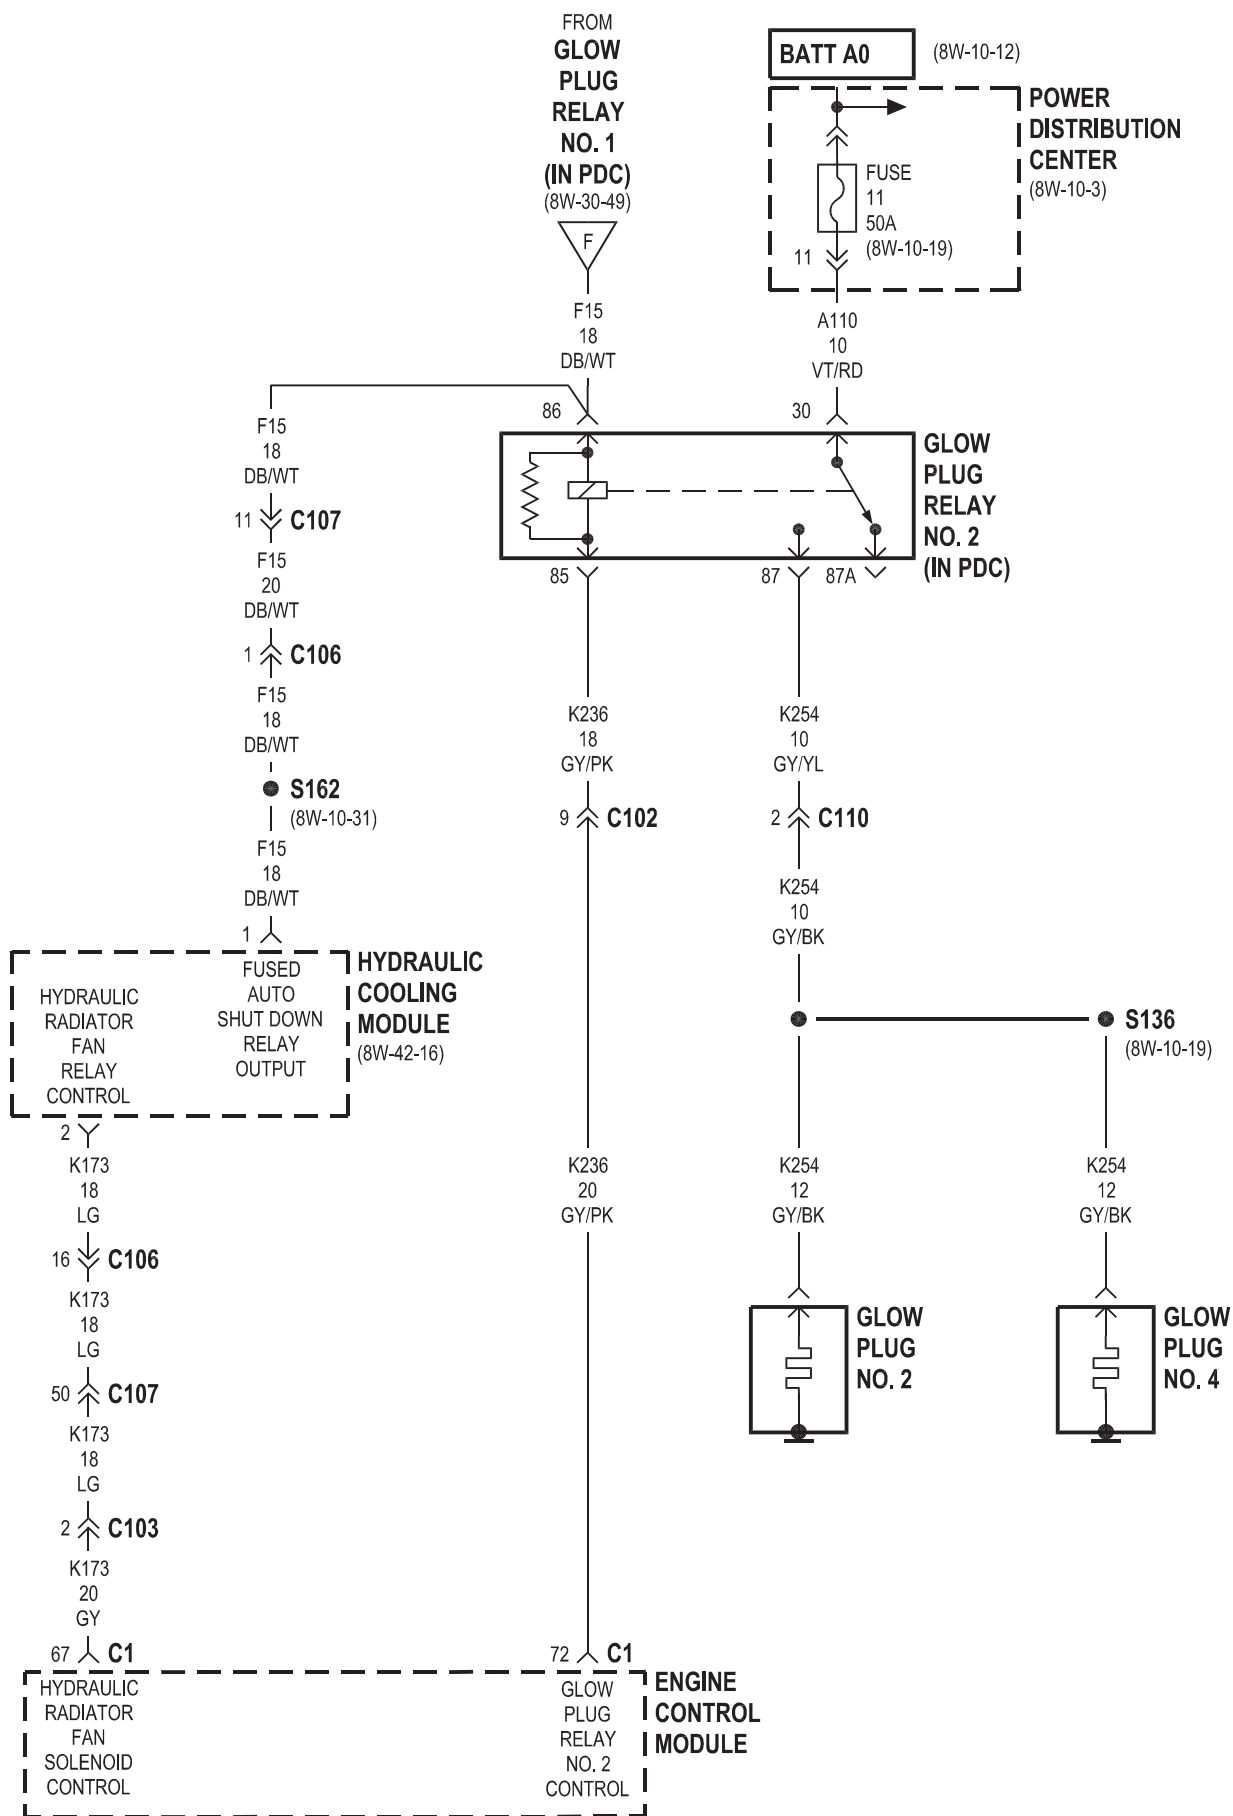 FROM
GLOW
PLUG
RELAY
NO. 1
(IN PDC)
(8W-30-49)
F
F15
18
DB/WT
BATT A0
(8W-10-12)
POWER
DISTRIBUTION
CENTER
(8W-10-3)
FUSE
11
50A
(8W-10-19)
11
A110
10
VT/RD
86
30
GLOW
PLUG
RELAY
NO. 2
(IN PDC)
85
87
87A
F15
18
DB/WT
11
C107
F15
20
DB/WT
1
C106
F15
18
DB/WT
S162
(8W-10-31)
F15
18
DB/WT
1
HYDRAULIC
COOLING
MODULE
(8W-42-16)
FUSED
AUTO
SHUT DOWN
RELAY
OUTPUT
HYDRAULIC
RADIATOR
FAN
RELAY
CONTROL
2
K173
18
LG
16
C106
K173
18
LG
50
C107
K173
18
LG
2
C103
K173
20
GY
67
C1
HYDRAULIC
RADIATOR
FAN
SOLENOID
CONTROL
K236
18
GY/PK
9
C102
K236
20
GY/PK
72
C1
GLOW
PLUG
RELAY
NO. 2
CONTROL
ENGINE
CONTROL
MODULE
K254
10
GY/YL
2
C110
K254
10
GY/BK
S136
(8W-10-19)
K254
12
GY/BK
K254
12
GY/BK
GLOW
PLUG
NO. 2
GLOW
PLUG
NO. 4